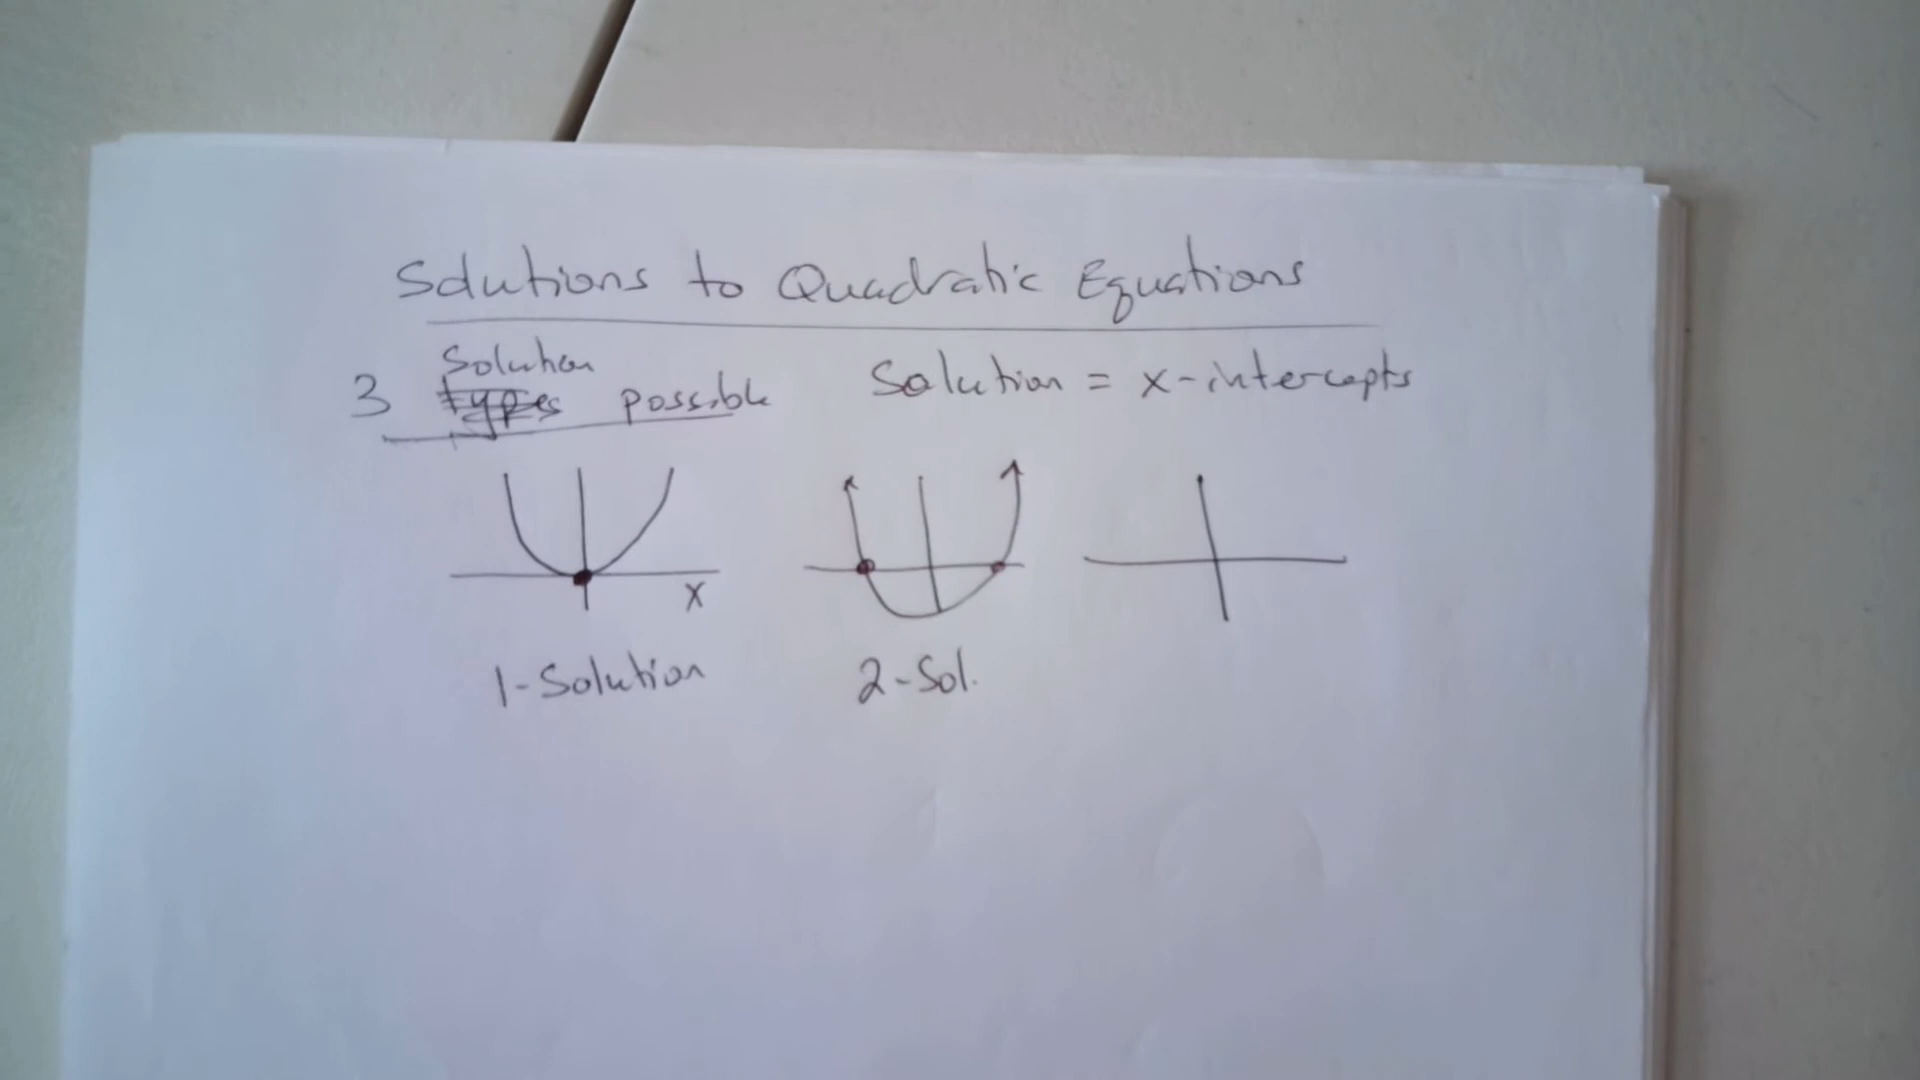 Solutions to Quadratic Equations
3 Solution types possible
Solution = x-intercepts
x
1-Solution
2-Sol.